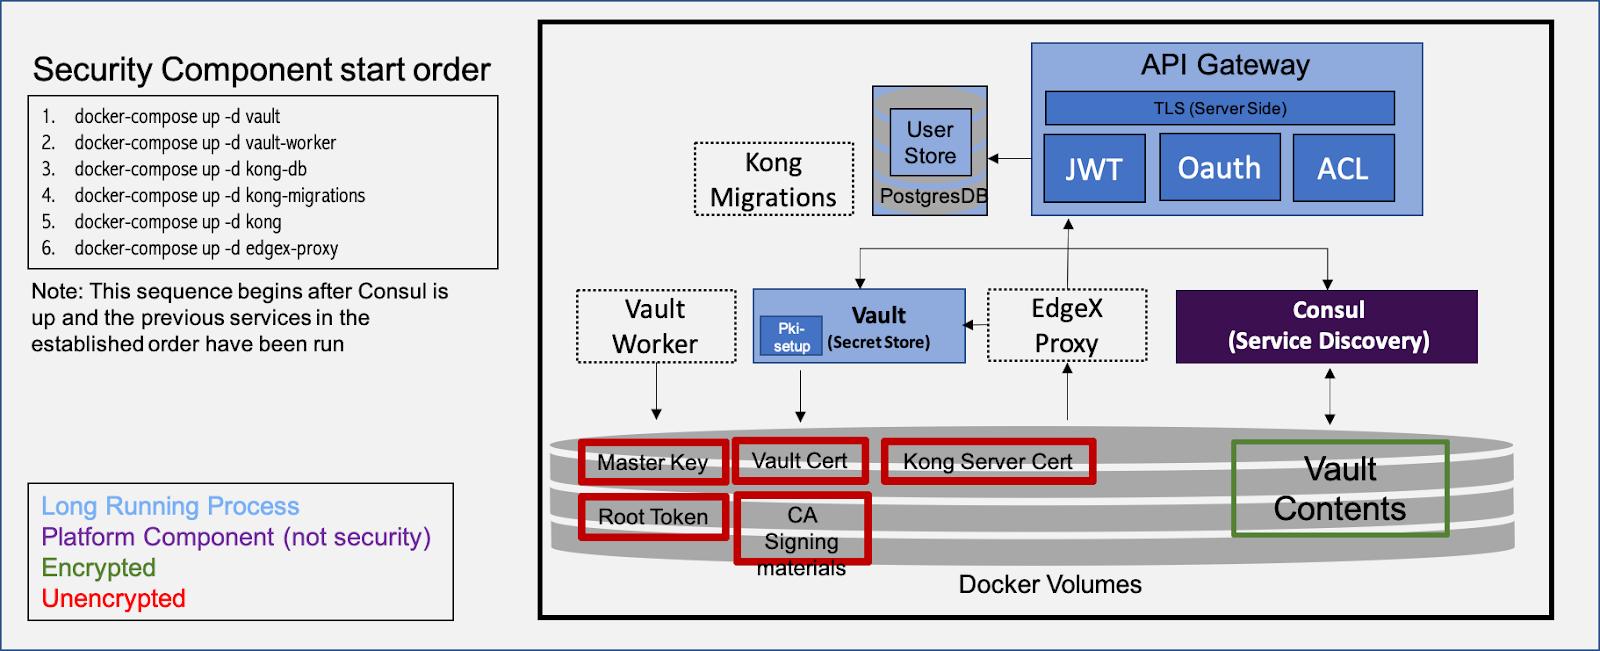 Security Component start order
1. docker-compose up -d vault
2. docker-compose up -d vault-worker
3. docker-compose up -d kong-db
4. docker-compose up -d kong-migrations
5. docker-compose up -d kong
6. docker-compose up -d edgex-proxy
Note: This sequence begins after Consul is
up and the previous services in the
established order have been run
Long Running Process
Platform Component (not security)
Encrypted
Unencrypted
API Gateway
TLS (Server Side)
JWT
Oauth
ACL
User
Store
PostgresDB
Kong
Migrations
Vault
Worker
Vault
(Secret Store)
Pki-
setup
EdgeX
Proxy
Consul
(Service Discovery)
Master Key
Vault Cert
Kong Server Cert
Root Token
CA
Signing
materials
Vault
Contents
Docker Volumes